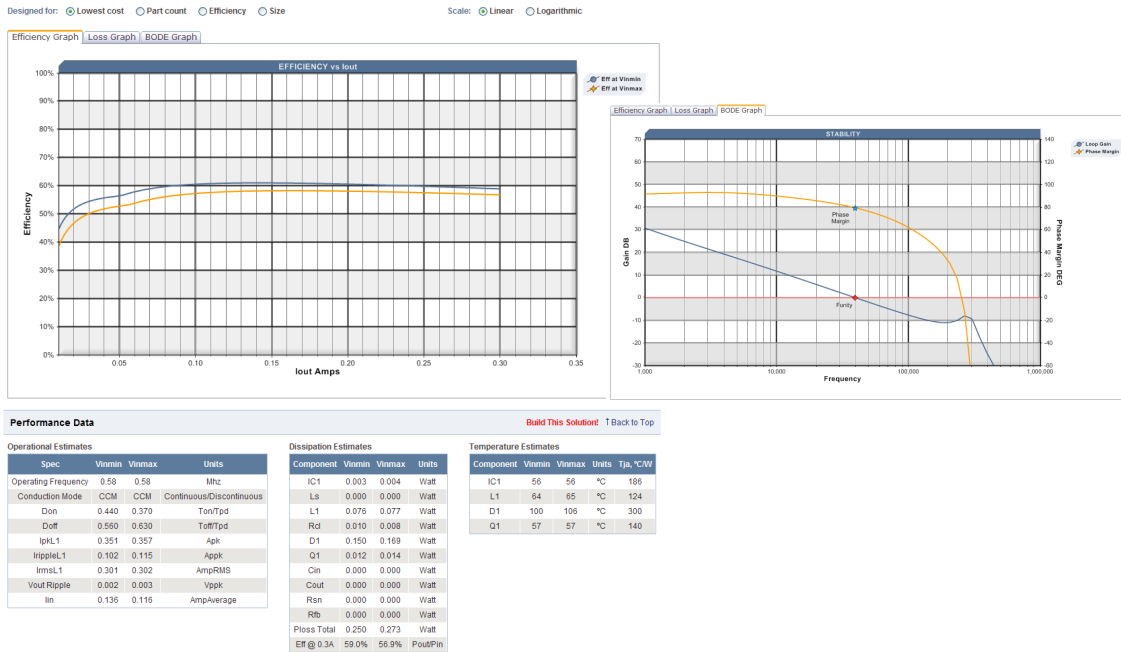 Designed for: Lowest cost Part count Efficiency Size Scale: Linear Logarithmic
Efficiency Graph Loss Graph BODE Graph
EFFICIENCY vs Iout
100%
90%
80%
70%
60%
50%
40%
30%
20%
10%
0%
Efficiency
0.05 0.10 0.15 0.20 0.25 0.30 0.35
Iout Amps
Eff at Vinmin
Eff at Vinmax
Efficiency Graph Loss Graph BODE Graph
STABILITY
70 140
60 120
50 100
40 80
30 60
20 40
10 20
0 0
-10 -20
-20 -40
-30 -60
Gain DB
Phase Margin DEG
Phase
Margin
Funity
1,000 10,000 100,000 1,000,000
Frequency
Loop Gain
Phase Margin
Performance Data Build This Solution! ↑Back to Top
Operational Estimates
Spec Vinmin Vinmax Units
Operating Frequency 0.58 0.58 Mhz
Conduction Mode CCM CCM Continuous/Discontinuous
Don 0.440 0.370 Ton/Tpd
Doff 0.560 0.630 Toff/Tpd
IpkL1 0.351 0.357 Apk
IrippleL1 0.102 0.115 Appk
IrmsL1 0.301 0.302 AmpRMS
Vout Ripple 0.002 0.003 Vppk
Iin 0.136 0.116 AmpAverage
Dissipation Estimates
Component Vinmin Vinmax Units
IC1 0.003 0.004 Watt
Ls 0.000 0.000 Watt
L1 0.076 0.077 Watt
Rcl 0.010 0.008 Watt
D1 0.150 0.169 Watt
Q1 0.012 0.014 Watt
Cin 0.000 0.000 Watt
Cout 0.000 0.000 Watt
Rsn 0.000 0.000 Watt
Rfb 0.000 0.000 Watt
Ploss Total 0.250 0.273 Watt
Eff @ 0.3A 59.0% 56.9% Pout/Pin
Temperature Estimates
Component Vinmin Vinmax Units Tja, °C/W
IC1 56 56 °C 186
L1 64 65 °C 124
D1 100 106 °C 300
Q1 57 57 °C 140